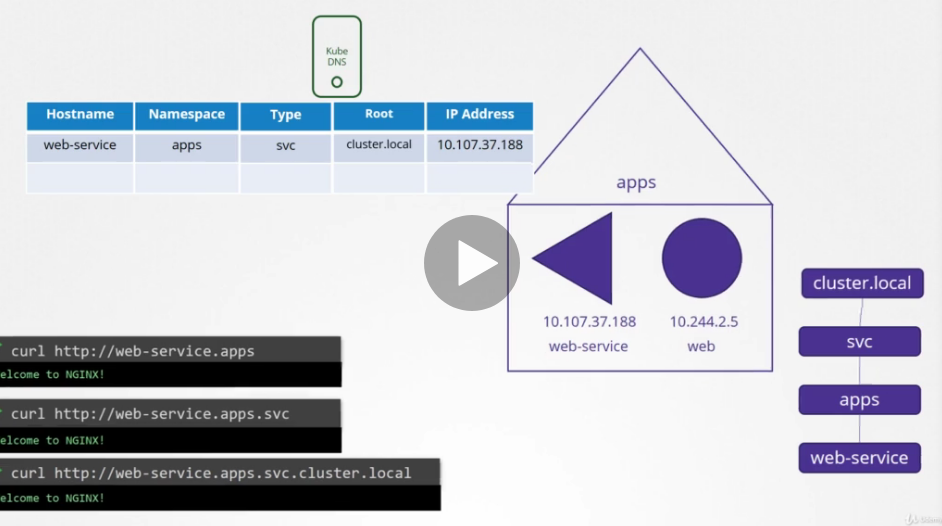 Kube
DNS
Hostname Namespace Type Root IP Address
web-service apps svc cluster.local 10.107.37.188
apps
10.107.37.188 10.244.2.5
web-service web
cluster.local
svc
apps
web-service
curl http://web-service.apps
elcome to NGINX!
curl http://web-service.apps.svc
elcome to NGINX!
curl http://web-service.apps.svc.cluster.local
elcome to NGINX!